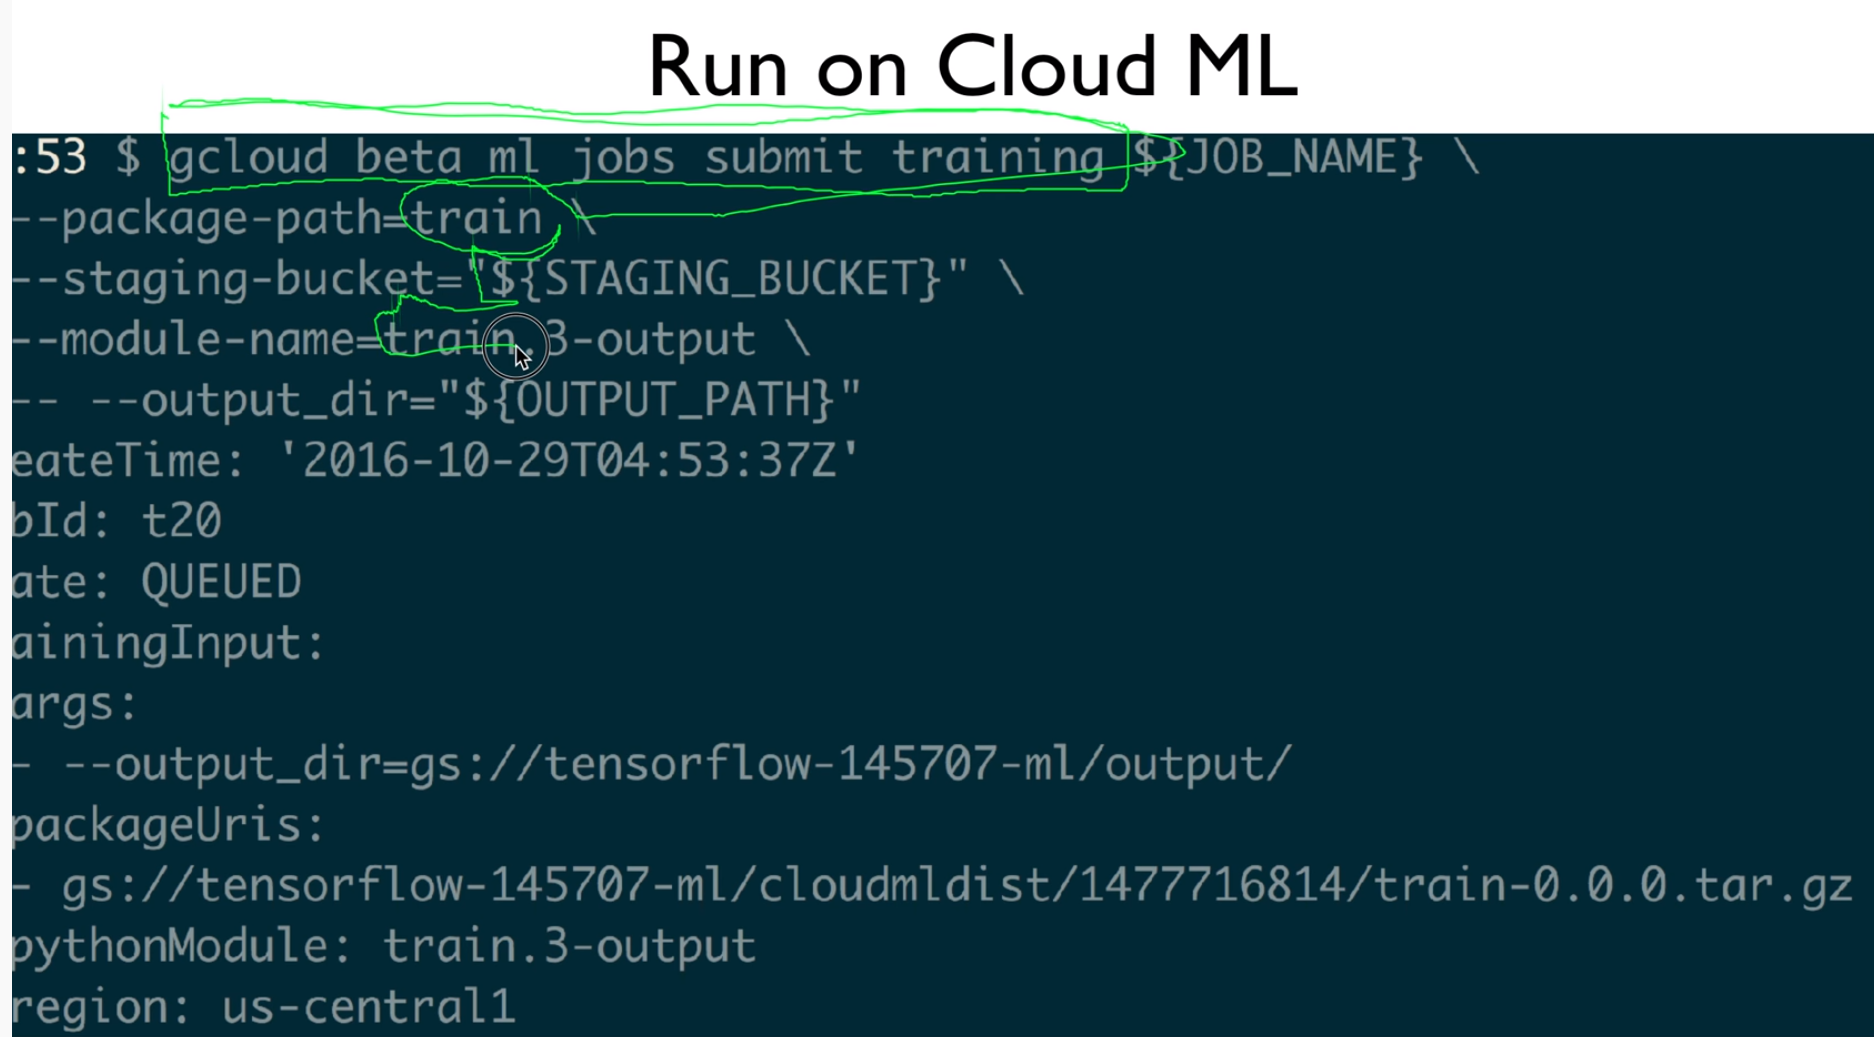 Run on Cloud ML
:53 $ gcloud beta ml jobs submit training ${JOB_NAME} \
--package-path=train \
--staging-bucket="${STAGING_BUCKET}" \
--module-name=train.3-output \
-- --output_dir="${OUTPUT_PATH}"
eateTime: '2016-10-29T04:53:37Z'
bId: t20
ate: QUEUED
ainingInput:
args:
- --output_dir=gs://tensorflow-145707-ml/output/
packageUris:
- gs://tensorflow-145707-ml/cloudmldist/1477716814/train-0.0.0.tar.gz
pythonModule: train.3-output
region: us-central1